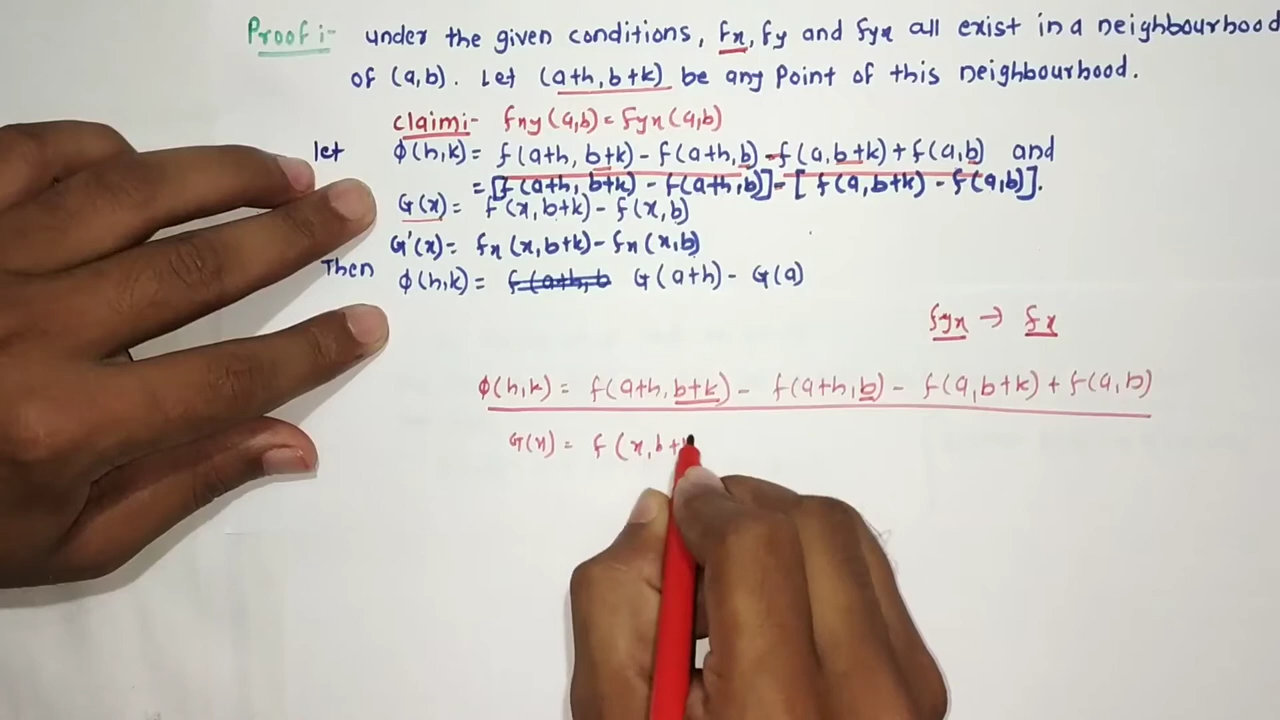 Proof :- under the given conditions, fx, fy and fyx all exist in a neighbourhood
of (a,b). Let (a+h, b+k) be any Point of this neighbourhood.
claim:- fxy(a,b) = fyx(a,b)
let ϕ(h,k) = f(a+h, b+k) - f(a+h, b) - f(a, b+k) + f(a,b) and
= [f(a+h, b+k) - f(a+h, b)] - [f(a, b+k) - f(a,b)].
G(x) = f(x, b+k) - f(x, b)
G'(x) = fx(x, b+k) - fx(x, b)
Then ϕ(h,k) = f(a+h, b G(a+h) - G(a)
fyx → fx
ϕ(h,k) = f(a+h, b+k) - f(a+h, b) - f(a, b+k) + f(a, b)
G(x) = f(x, b+